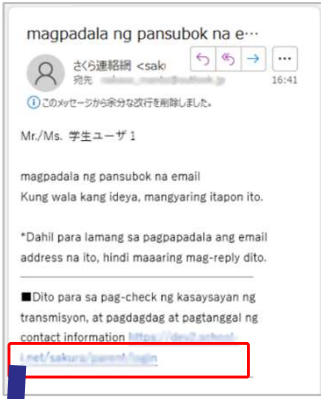 magpadala ng pansubok na e…
さくら連絡網 <saku
宛先
16:41
このメッセージから余分な改行を削除しました。
Mr./Ms. 学生ユーザ 1
magpadala ng pansubok na email
Kung wala kang ideya, mangyaring itapon ito.
*Dahil para lamang sa pagpapadala ang email
address na ito, hindi maaaring mag-reply dito.
■Dito para sa pag-check ng kasaysayan ng
transmisyon, at pagdagdag at pagtanggal ng
contact information https://dev2.school-
i.net/sakura/parent/login